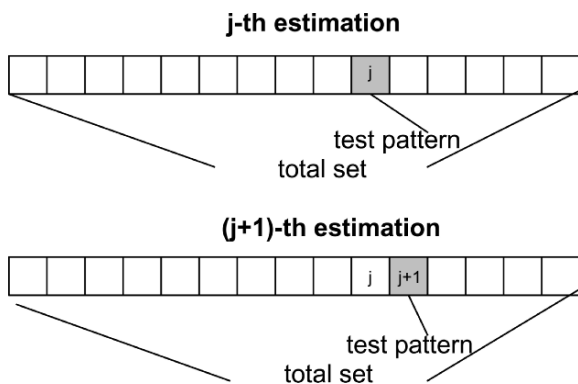 j-th estimation
j
test pattern
total set
(j+1)-th estimation
j j+1
test pattern
total set